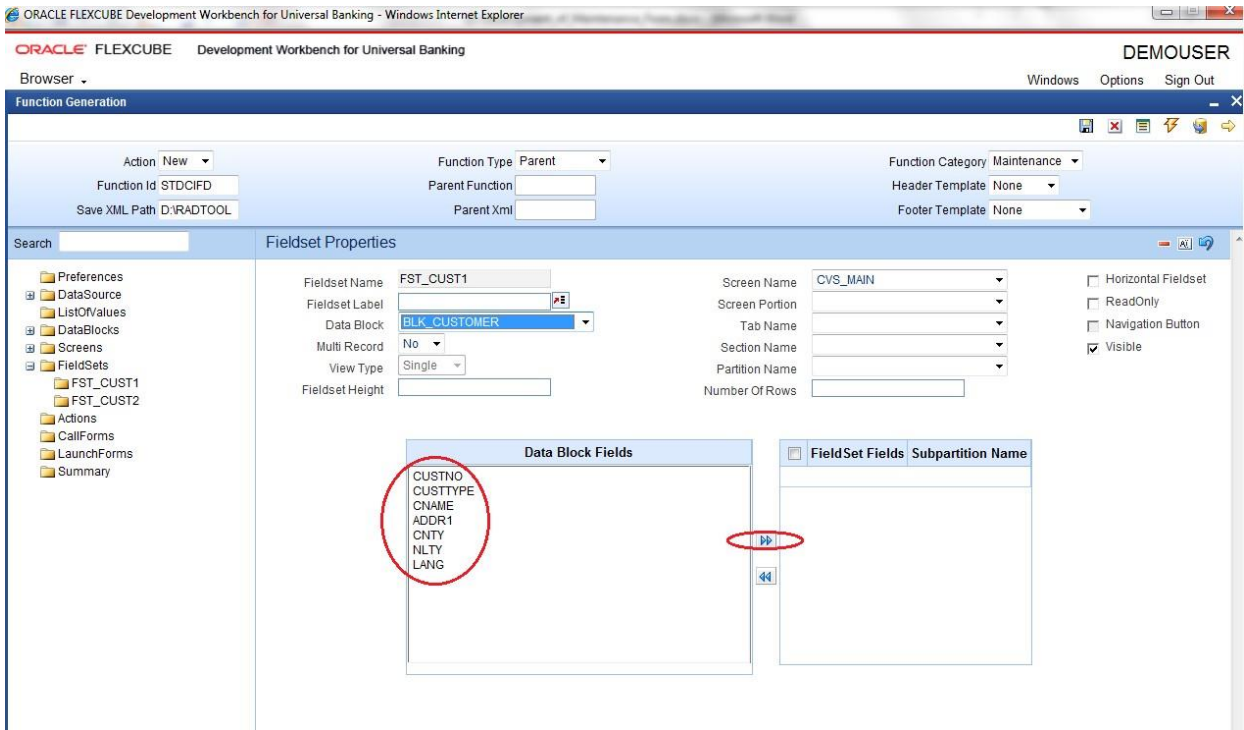 ORACLE FLEXCUBE Development Workbench for Universal Banking - Windows Internet Explorer
ORACLE FLEXCUBE Development Workbench for Universal Banking
DEMOUSER
Browser
Windows Options Sign Out
Function Generation
Action New Function Type Parent Function Category Maintenance
Function Id STDCIFD Parent Function Header Template None
Save XML Path D:\RADTOOL Parent Xml Footer Template None
Search
Fieldset Properties
Preferences
DataSource
ListOfValues
DataBlocks
Screens
FieldSets
FST_CUST1
FST_CUST2
Actions
CallForms
LaunchForms
Summary
Fieldset Name FST_CUST1 Screen Name CVS_MAIN Horizontal Fieldset
Fieldset Label Screen Portion ReadOnly
Data Block BLK_CUSTOMER Tab Name Navigation Button
Multi Record No Section Name Visible
View Type Single Partition Name
Fieldset Height Number Of Rows
Data Block Fields
CUSTNO
CUSTTYPE
CNAME
ADDR1
CNTY
NLTY
LANG
FieldSet Fields Subpartition Name